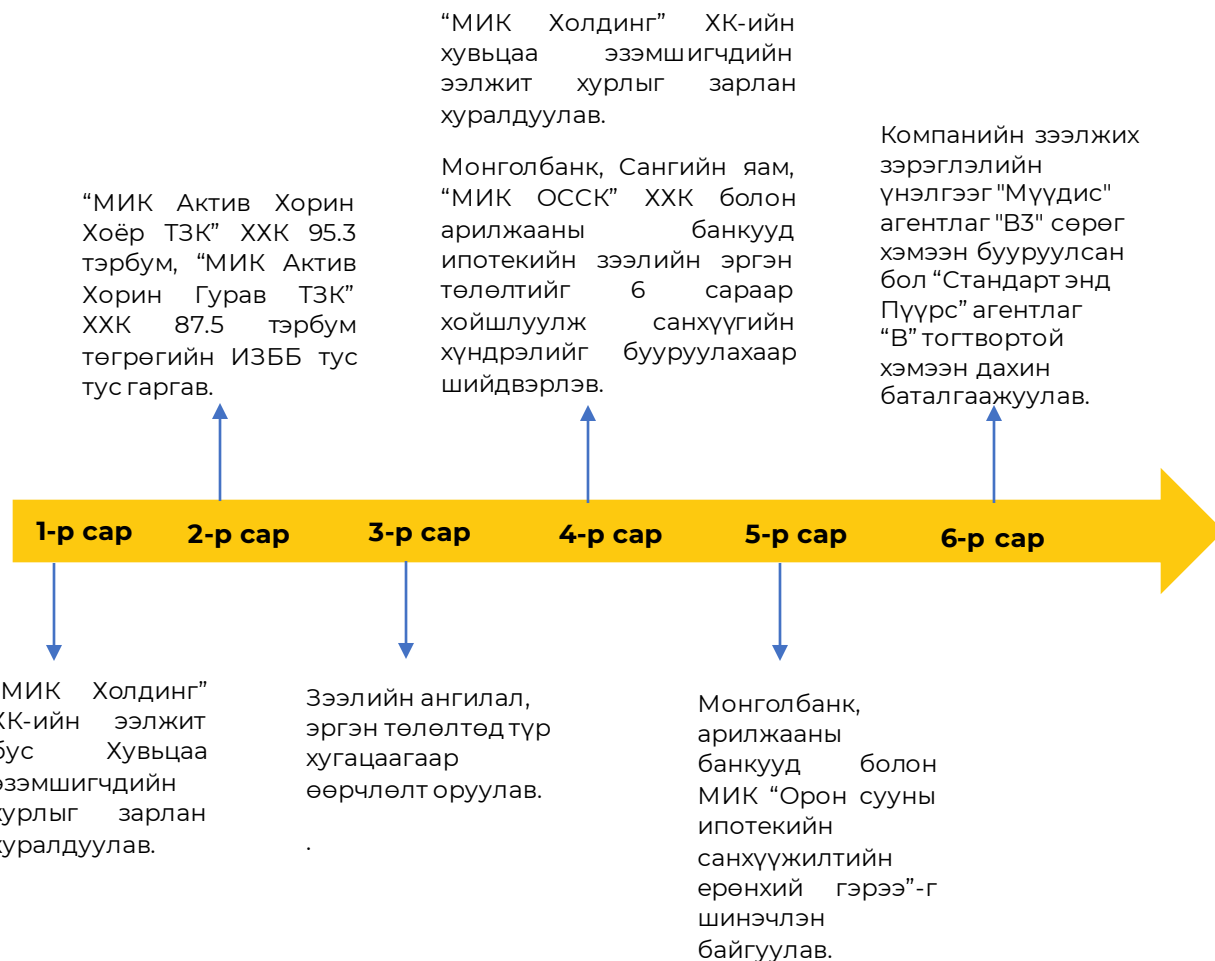 “МИК Холдинг” ХК-ийн
хувьцаа эзэмшигчдийн
ээлжит хурлыг зарлан
хуралдуулав.
Монголбанк, Сангийн яам,
“МИК ОССК” ХХК болон
арилжааны банкууд
ипотекийн зээлийн эргэн
төлөлтийг 6 сараар
хойшлуулж санхүүгийн
хүндрэлийг бууруулахаар
шийдвэрлэв.
Компанийн зээлжих
зэрэглэлийн
үнэлгээг "Мүүдис"
агентлаг "B3" сөрөг
хэмээн бууруулсан
бол “Стандарт энд
Пүүрс” агентлаг
“B” тогтвортой
хэмээн дахин
баталгаажуулав.
“МИК Актив Хорин
Хоёр ТЗК” ХХК 95.3
тэрбум, “МИК Актив
Хорин Гурав ТЗК”
ХХК 87.5 тэрбум
төгрөгийн ИЗББ тус
тус гаргав.
1-р сар
2-р сар
3-р сар
4-р сар
5-р сар
6-р сар
МИК Холдинг”
ХК-ийн ээлжит
бус Хувьцаа
эзэмшигчдийн
хурлыг зарлан
хуралдуулав.
Зээлийн ангилал,
эргэн төлөлтөд түр
хугацаагаар
өөрчлөлт оруулав.
.
Монголбанк,
арилжааны
банкууд болон
МИК “Орон сууны
ипотекийн
санхүүжилтийн
ерөнхий гэрээ”-г
шинэчлэн
байгуулав.